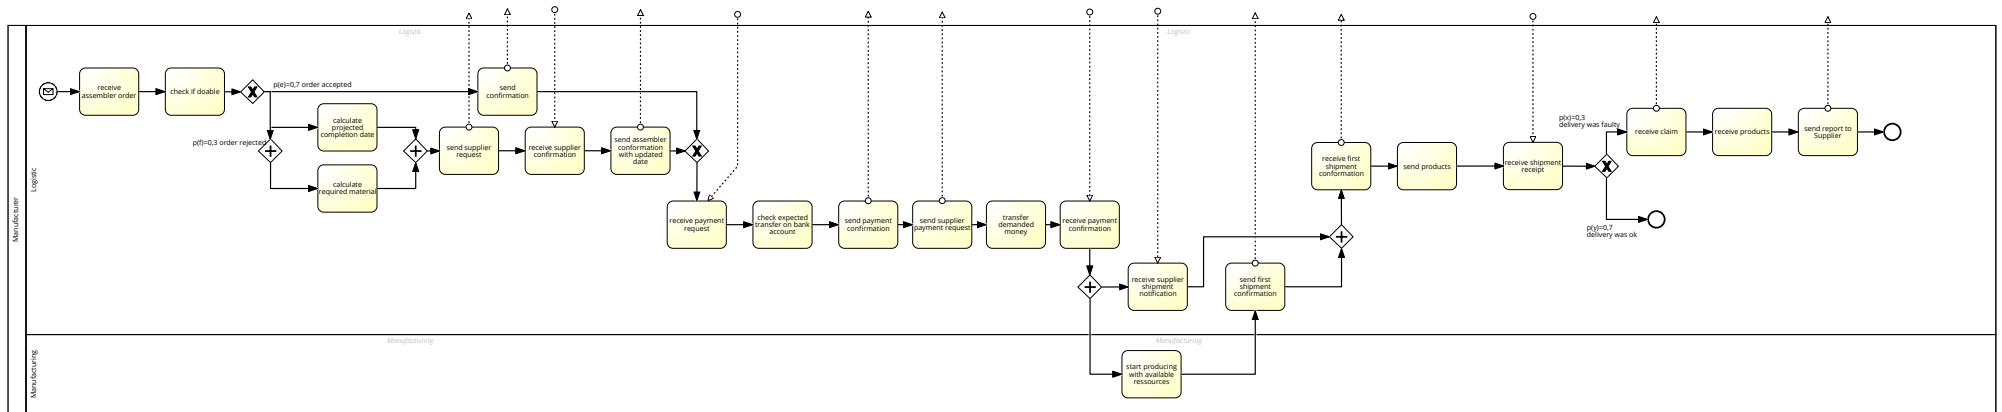 Manufacturer
Logistic
Logistic
Logistic
receive
assembler order
check if doable
p(e)=0,7 order accepted
p(f)=0,3 order rejected
calculate
projected
completion date
calculate
required material
send
confirmation
send supplier
request
receive supplier
confirmation
send assembler
conformation
with updated
date
receive payment
request
check expected
transfer on bank
account
send payment
confirmation
send supplier
payment request
transfer
demanded
money
receive payment
confirmation
receive supplier
shipment
notification
send first
shipment
confirmation
receive first
shipment
conformation
send products
receive shipment
receipt
p(x)=0,3
delivery was faulty
p(y)=0,7
delivery was ok
receive claim
receive products
send report to
Supplier
Manufacturing
Manufacturing
Manufacturing
start producing
with available
ressources